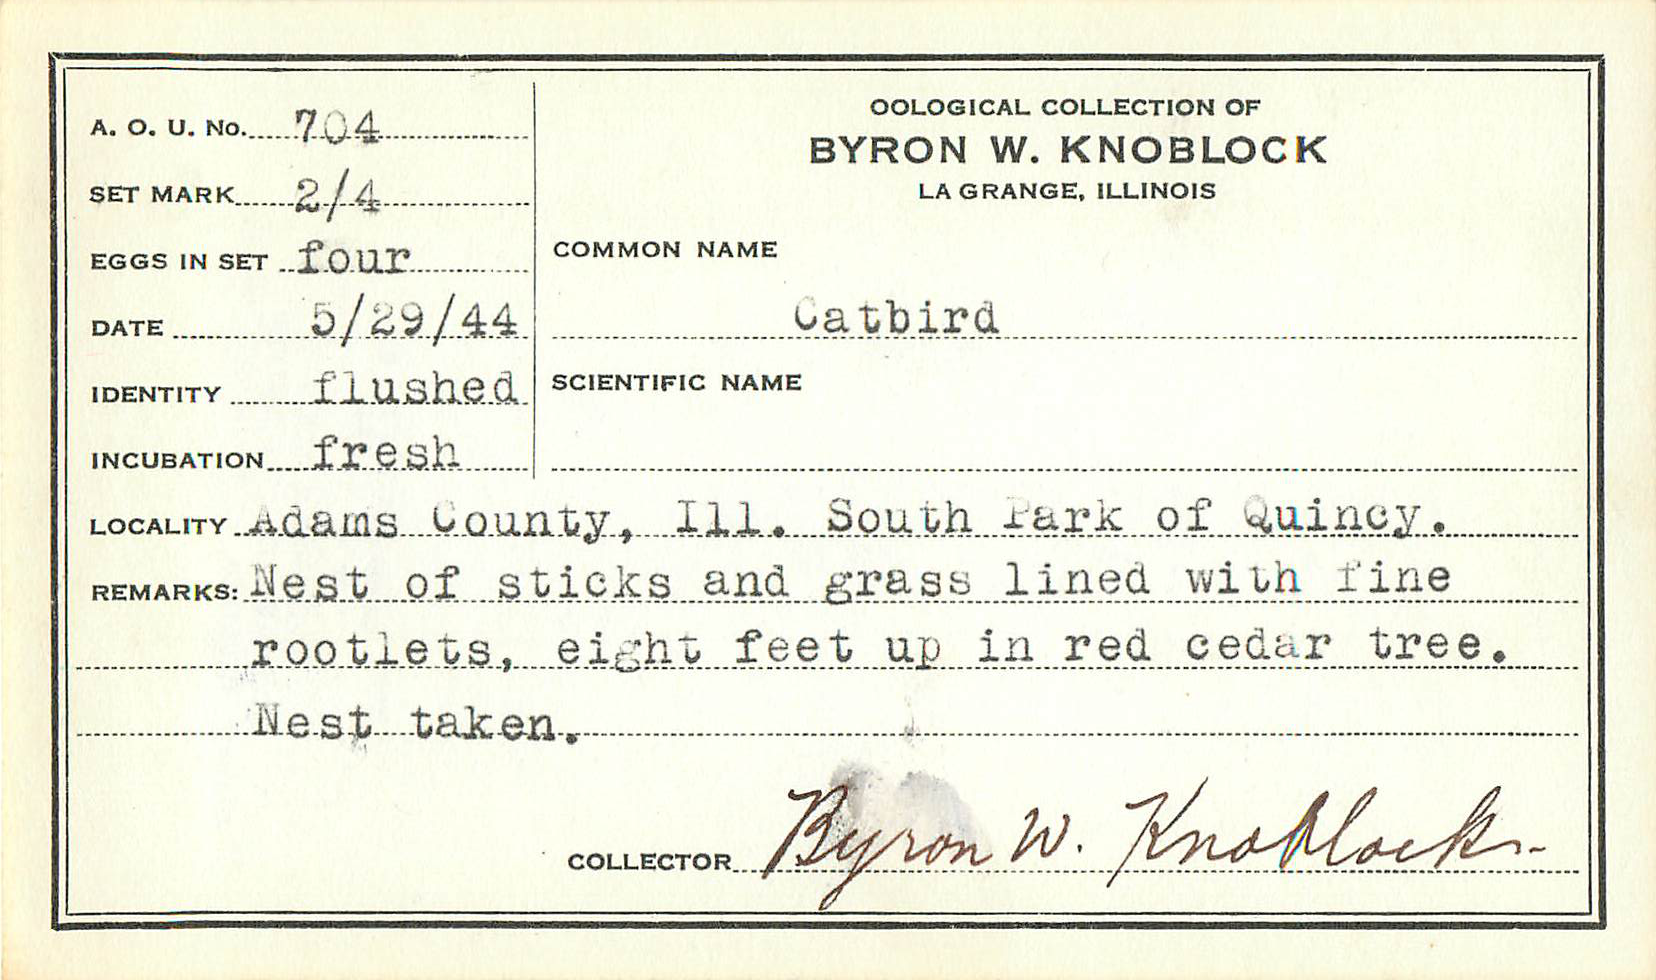 A. O. U. No. 704
SET MARK 2/4
EGGS IN SET four
DATE 5/29/44
IDENTITY flushed
INCUBATION fresh
OOLOGICAL COLLECTION OF
BYRON W. KNOBLOCK
LA GRANGE, ILLINOIS
COMMON NAME
Catbird
SCIENTIFIC NAME
LOCALITY Adams County, Ill. South Park of Quincy.
REMARKS: Nest of sticks and grass lined with fine
rootlets, eight feet up in red cedar tree.
Nest taken.
COLLECTOR Byron W. Knoblock